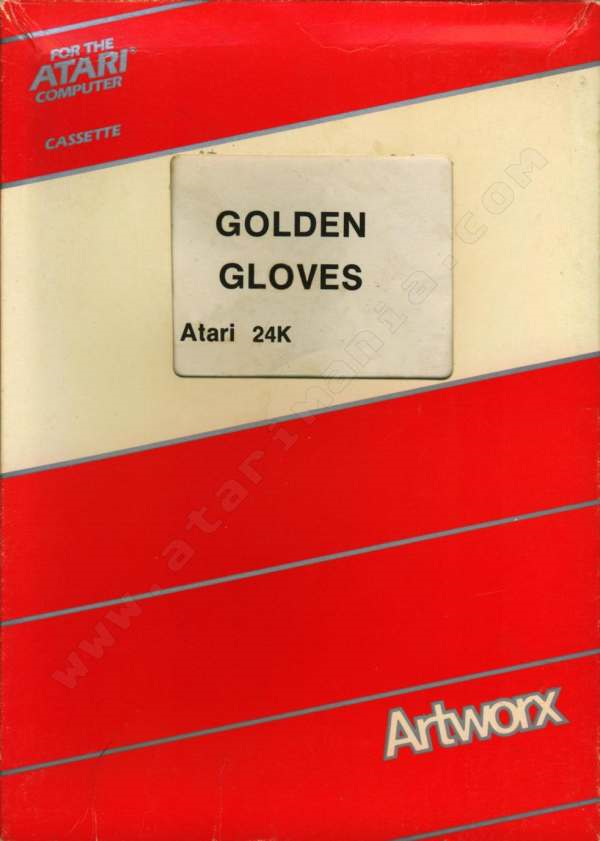 FOR THE
ATARI®
COMPUTER
CASSETTE
GOLDEN
GLOVES
Atari 24K
www.atarimania.com
Artworx